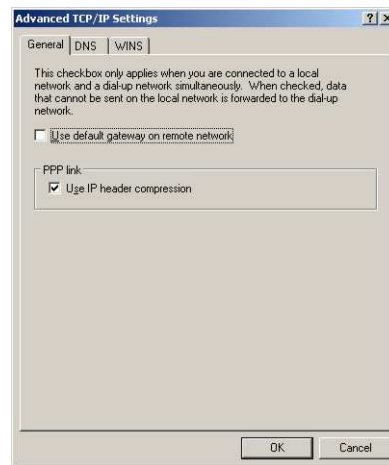 Advanced TCP/IP Settings
General DNS WINS
This checkbox only applies when you are connected to a local
network and a dial-up network simultaneously. When checked, data
that cannot be sent on the local network is forwarded to the dial-up
network.
Use default gateway on remote network
PPP link
Use IP header compression
OK Cancel